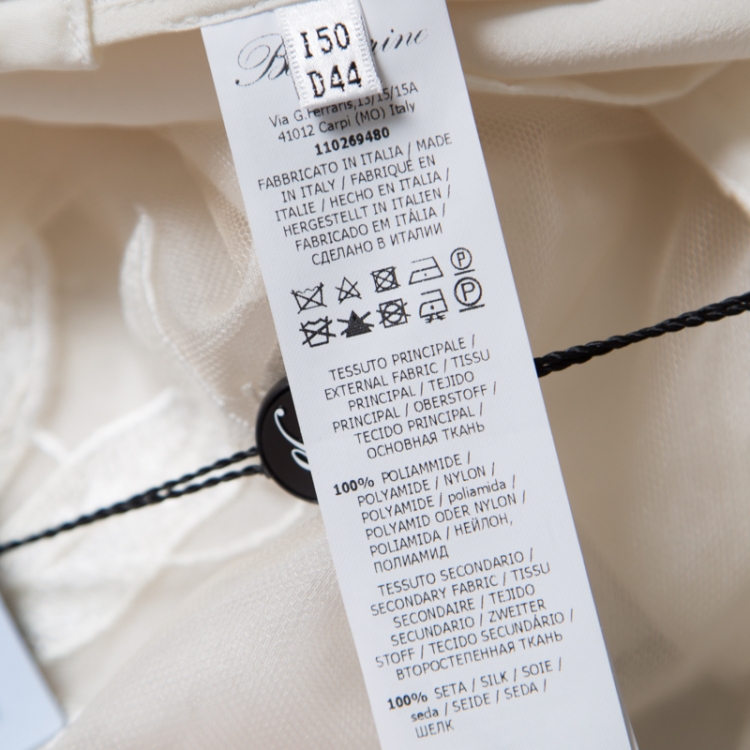 I50
D44
Via G.Ferraris,13/15/15A
41012 Carpi (MO) Italy
110269480
FABBRICATO IN ITALIA / MADE
IN ITALY / FABRIQUÉ EN
ITALIE / HECHO EN ITALIA /
HERGESTELLT IN ITALIEN /
FABRICADO EM ITÀLIA /
СДЕЛАНО В ИТАЛИИ
P
P
TESSUTO PRINCIPALE /
EXTERNAL FABRIC / TISSU
PRINCIPAL / TEJIDO
PRINCIPAL / OBERSTOFF /
TECIDO PRINCIPAL /
ОСНОВНАЯ ТКАНЬ
100% POLIAMMIDE /
POLYAMIDE / NYLON /
POLYAMIDE / poliamida /
POLYAMID ODER NYLON /
POLIAMIDA / НЕЙЛОН,
ПОЛИАМИД
TESSUTO SECONDARIO /
SECONDARY FABRIC / TISSU
SECONDAIRE / TEJIDO
SECUNDARIO / ZWEITER
STOFF / TECIDO SECUNDÁRIO /
ВТОРОСТЕПЕННАЯ ТКАНЬ
100% SETA / SILK / SOIE /
seda / SEIDE / SEDA /
ШЕЛК